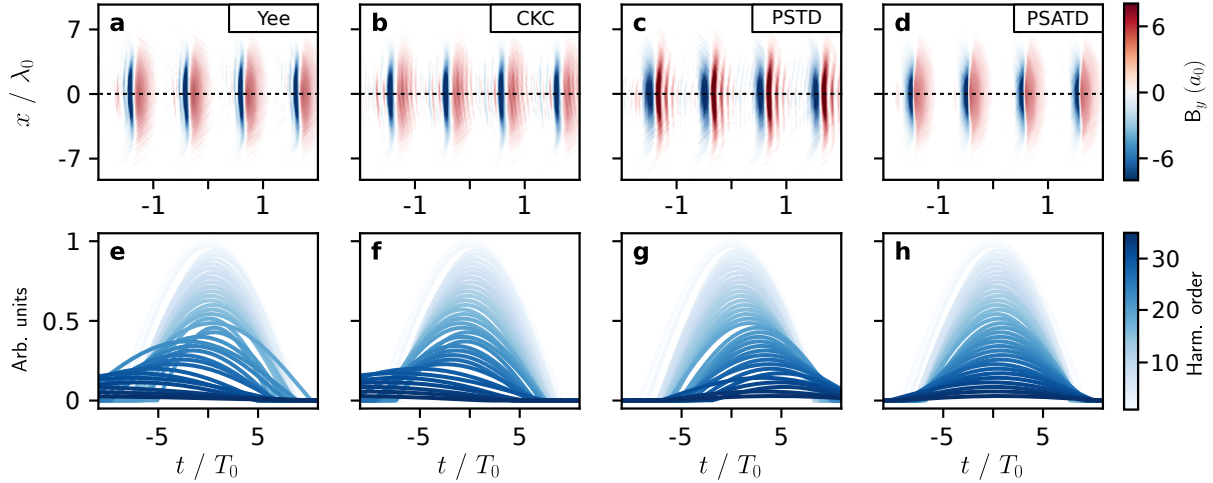 a Yee
b CKC
c PSTD
d PSATD
7
0
-7
x / λ₀
-1 1
-1 1
-1 1
-1 1
6
0
-6
B_y (a₀)
e
f
g
h
1
0.5
0
Arb. units
-5 5
-5 5
-5 5
-5 5
t / T₀
t / T₀
t / T₀
t / T₀
30
20
10
Harm. order